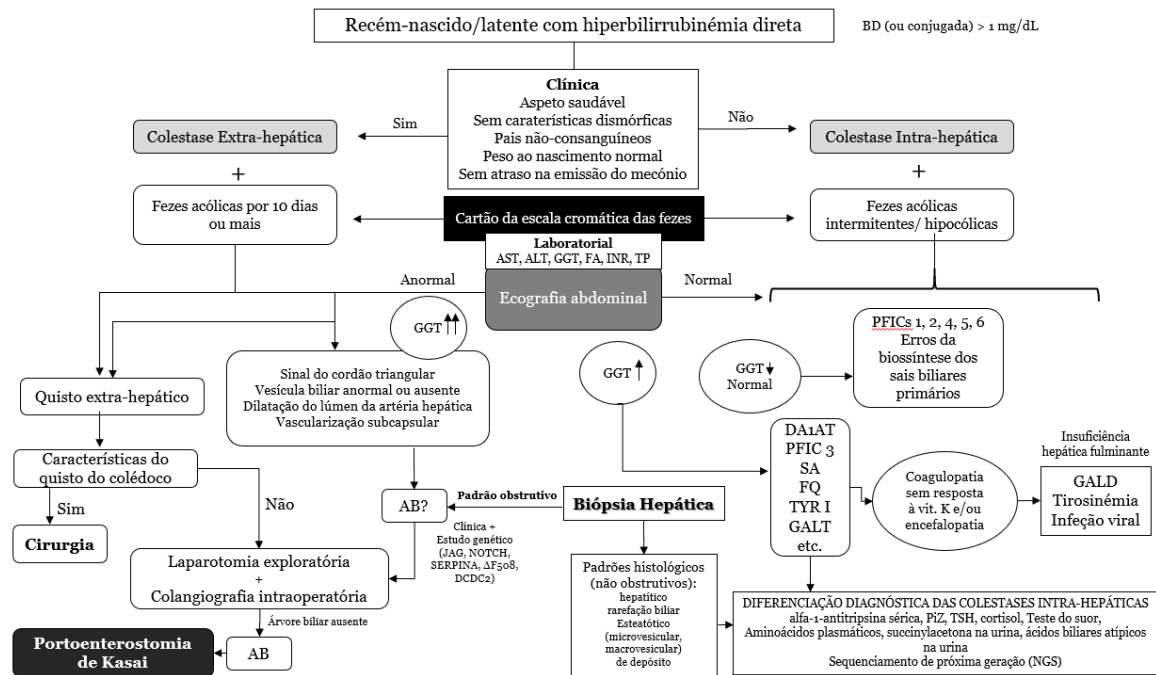 Recém-nascido/latente com hiperbilirrubinémia direta
BD (ou conjugada) > 1 mg/dL
Clínica
Aspeto saudável
Sem caraterísticas dismórficas
Pais não-consanguíneos
Peso ao nascimento normal
Sem atraso na emissão do mecónio
Sim
Não
Colestase Extra-hepática
Colestase Intra-hepática
+
+
Fezes acólicas por 10 dias
ou mais
Cartão da escala cromática das fezes
Fezes acólicas
intermitentes/ hipocólicas
Laboratorial
AST, ALT, GGT, FA, INR, TP
Anormal
Ecografia abdominal
Normal
GGT
GGT
GGT
Normal
PFICs 1, 2, 4, 5, 6
Erros da
biossíntese dos
sais biliares
primários
Sinal do cordão triangular
Vesícula biliar anormal ou ausente
Dilatação do lúmen da artéria hepática
Vascularização subcapsular
Quisto extra-hepático
Características do
quisto do colédoco
Sim
Não
Cirurgia
DA1AT
PFIC 3
SA
FQ
TYR I
GALT
etc.
Coagulopatia
sem resposta
à vit. K e/ou
encefalopatia
Insuficiência
hepática fulminante
GALD
Tirosinémia
Infeção viral
AB?
Padrão obstrutivo
Biópsia Hepática
Clínica +
Estudo genético
(JAG, NOTCH,
SERPINA, ΔF508,
DCDC2)
Laparotomia exploratória
+
Colangiografia intraoperatória
Árvore biliar ausente
AB
Portoenterostomia
de Kasai
Padrões histológicos
(não obstrutivos):
hepatítico
rarefação biliar
Esteatótico
(microvesicular,
macrovesicular)
de depósito
DIFERENCIAÇÃO DIAGNÓSTICA DAS COLESTASES INTRA-HEPÁTICAS
alfa-1-antitripsina sérica, PiZ, TSH, cortisol, Teste do suor,
Aminoácidos plasmáticos, succinylacetona na urina, ácidos biliares atípicos
na urina
Sequenciamento de próxima geração (NGS)